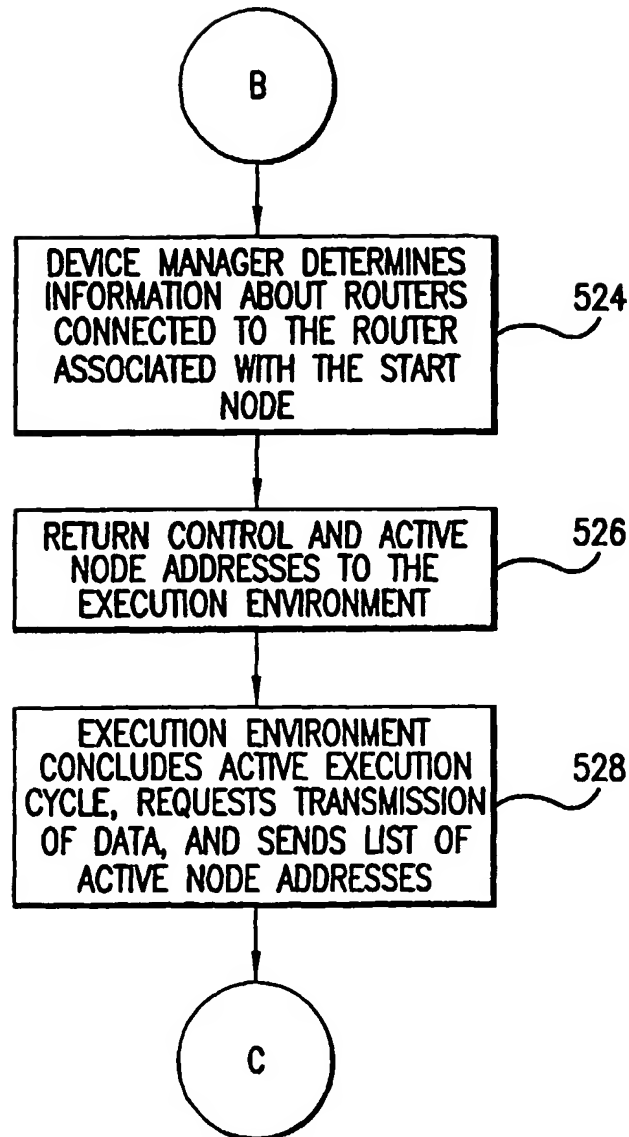 B
DEVICE MANAGER DETERMINES
INFORMATION ABOUT ROUTERS
CONNECTED TO THE ROUTER
ASSOCIATED WITH THE START
NODE
524
RETURN CONTROL AND ACTIVE
NODE ADDRESSES TO THE
EXECUTION ENVIRONMENT
526
EXECUTION ENVIRONMENT
CONCLUDES ACTIVE EXECUTION
CYCLE, REQUESTS TRANSMISSION
OF DATA, AND SENDS LIST OF
ACTIVE NODE ADDRESSES
528
C